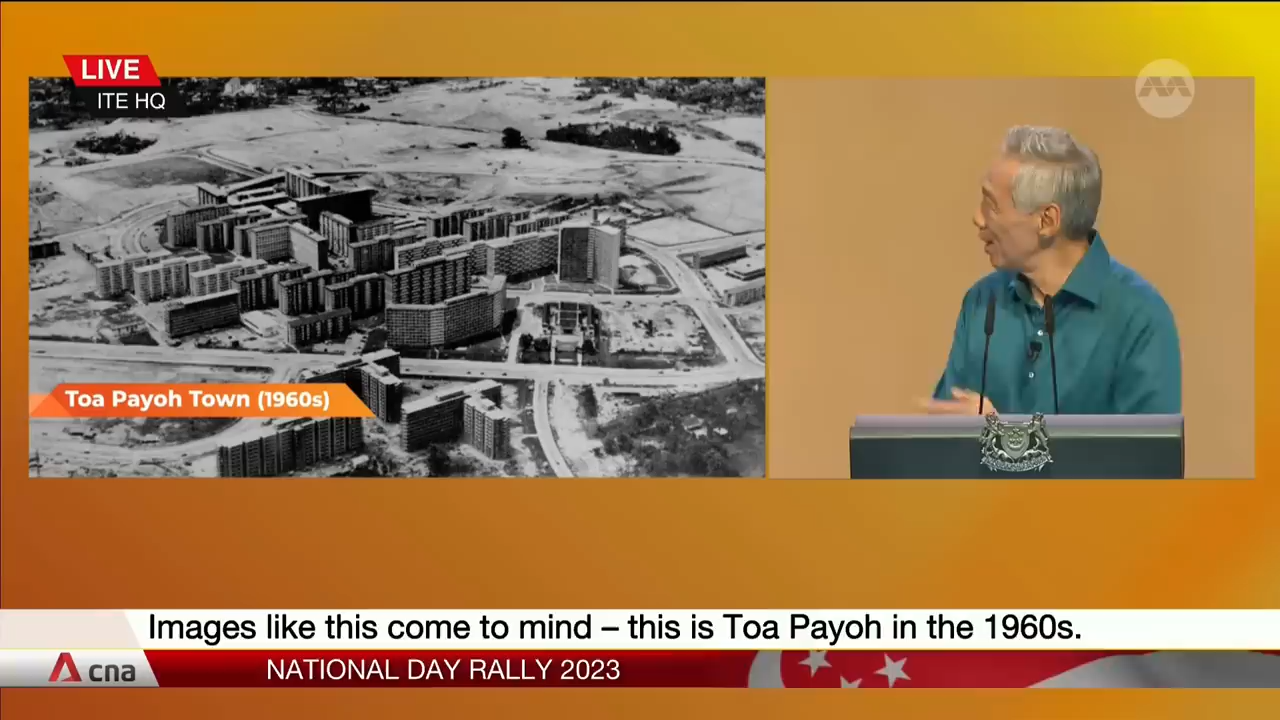 LIVE
ITE HQ
Toa Payoh Town (1960s)
Images like this come to mind – this is Toa Payoh in the 1960s.
cna
NATIONAL DAY RALLY 2023